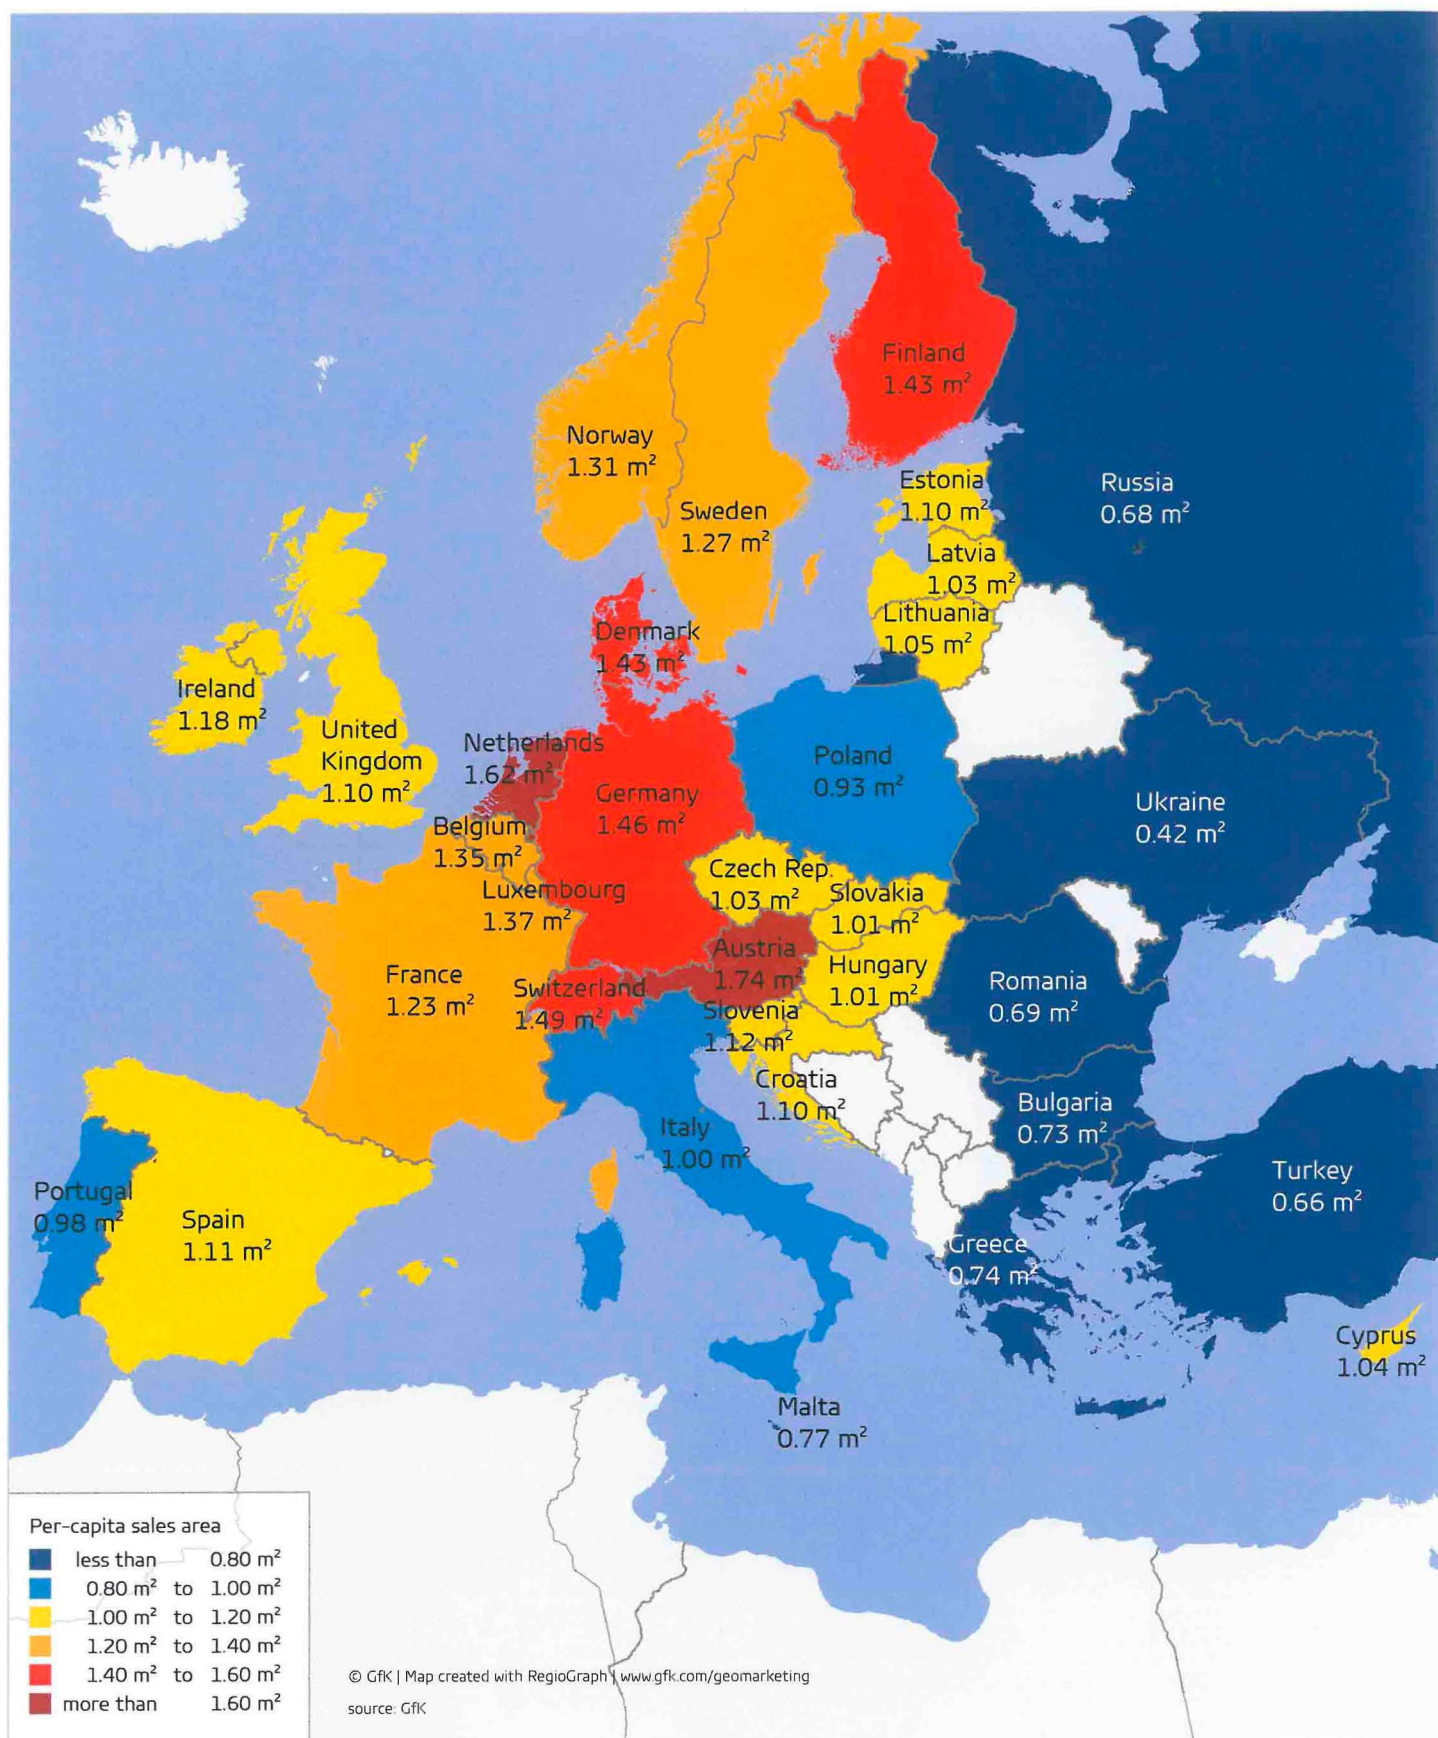 Finland
1.43 m²
Norway
1.31 m²
Estonia
1.10 m²
Russia
0.68 m²
Sweden
1.27 m²
Latvia
1.03 m²
Lithuania
1.05 m²
Denmark
1.43 m²
Ireland
1.18 m²
United
Kingdom
1.10 m²
Netherlands
1.62 m²
Germany
1.46 m²
Poland
0.93 m²
Ukraine
0.42 m²
Belgium
1.35 m²
Czech Rep.
1.03 m²
Luxembourg
1.37 m²
Slovakia
1.01 m²
Austria
1.74 m²
Hungary
1.01 m²
France
1.23 m²
Switzerland
1.49 m²
Romania
0.69 m²
Slovenia
1.12 m²
Croatia
1.10 m²
Bulgaria
0.73 m²
Italy
1.00 m²
Turkey
0.66 m²
Portugal
0.98 m²
Spain
1.11 m²
Greece
0.74 m²
Cyprus
1.04 m²
Malta
0.77 m²
Per-capita sales area
less than 0.80 m²
0.80 m² to 1.00 m²
1.00 m² to 1.20 m²
1.20 m² to 1.40 m²
1.40 m² to 1.60 m²
more than 1.60 m²
© GfK | Map created with RegioGraph | www.gfk.com/geomarketing
source: GfK